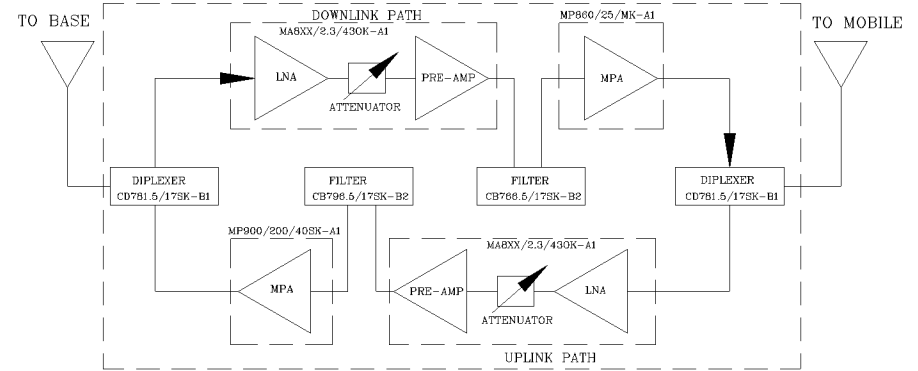 DOWNLINK PATH
MP860/25/MK-A1
TO BASE
TO MOBILE
MA8XX/2.3/430K-A1
LNA
PRE-AMP
MPA
ATTENUATOR
DIPLEXER
CD781.5/17SK-B1
FILTER
CB796.5/17SK-B2
FILTER
CB766.5/17SK-B2
DIPLEXER
CD781.5/17SK-B1
MP900/200/40SK-A1
MA8XX/2.3/430K-A1
MPA
PRE-AMP
LNA
ATTENUATOR
UPLINK PATH